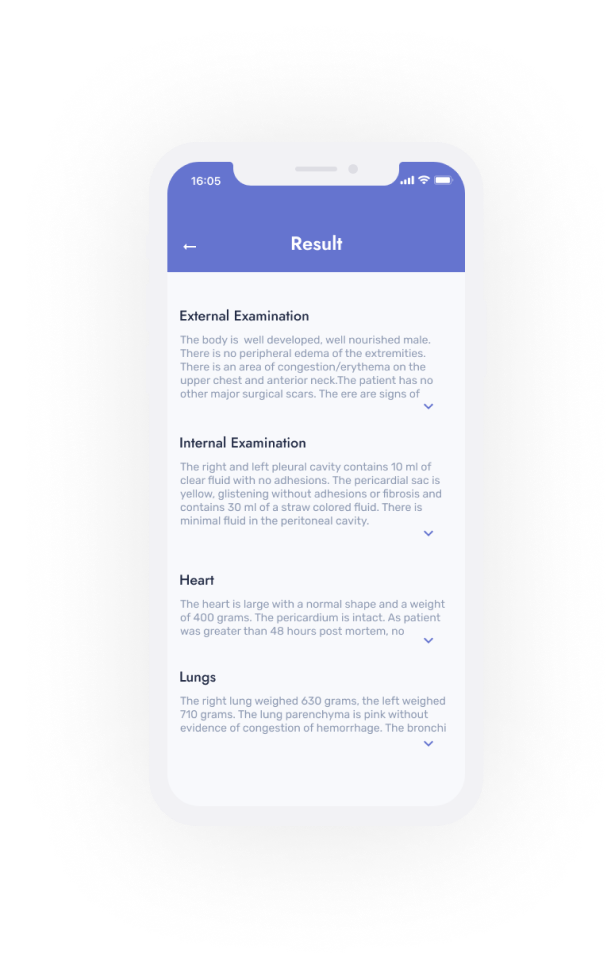 16:05
Result
External Examination
The body is  well developed, well nourished male.
There is no peripheral edema of the extremities.
There is an area of congestion/erythema on the
upper chest and anterior neck.The patient has no
other major surgical scars. The ere are signs of
Internal Examination
The right and left pleural cavity contains 10 ml of
clear fluid with no adhesions. The pericardial sac is
yellow, glistening without adhesions or fibrosis and
contains 30 ml of a straw colored fluid. There is
minimal fluid in the peritoneal cavity.
Heart
The heart is large with a normal shape and a weight
of 400 grams. The pericardium is intact. As patient
was greater than 48 hours post mortem, no
Lungs
The right lung weighed 630 grams, the left weighed
710 grams. The lung parenchyma is pink without
evidence of congestion of hemorrhage. The bronchi